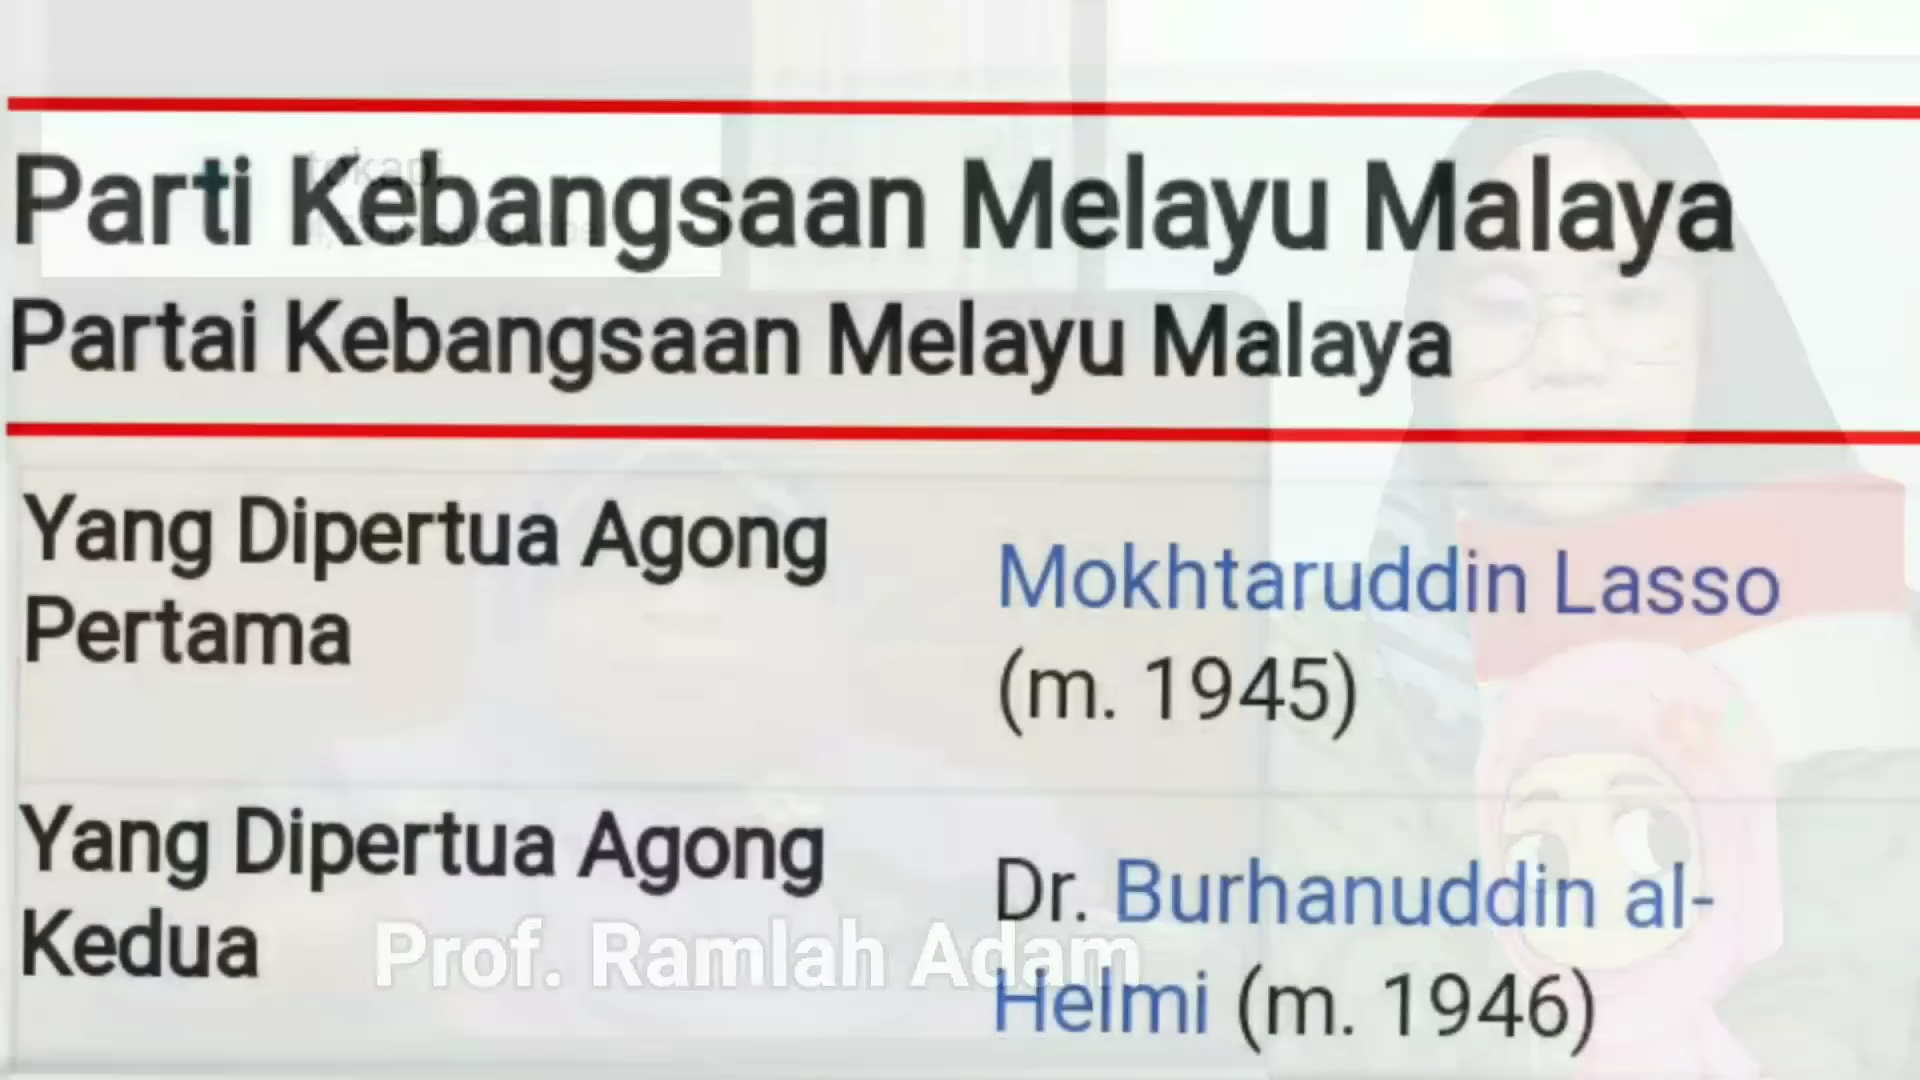 Parti Kebangsaan Melayu Malaya
Partai Kebangsaan Melayu Malaya
Yang Dipertua Agong
Pertama
Mokhtaruddin Lasso
(m. 1945)
Yang Dipertua Agong
Kedua
Dr. Burhanuddin al-
Helmi (m. 1946)
Prof. Ramlah Adam